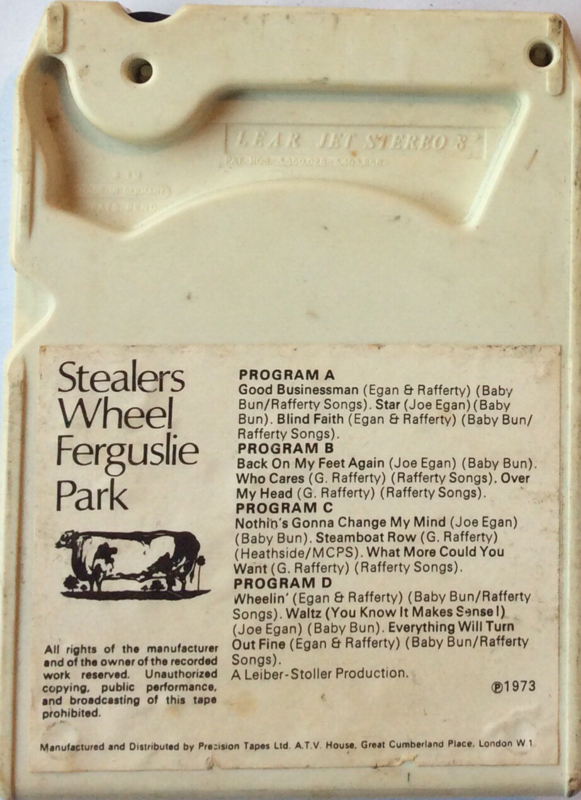 LEAR JET STEREO 8
Stealers
Wheel
Ferguslie
Park
All rights of the manufacturer
and of the owner of the recorded
work reserved. Unauthorized
copying, public performance,
and broadcasting of this tape
prohibited.
PROGRAM A
Good Businessman (Egan & Rafferty) (Baby
Bun/Rafferty Songs). Star (Joe Egan) (Baby
Bun). Blind Faith (Egan & Rafferty) (Baby Bun/
Rafferty Songs).
PROGRAM B
Back On My Feet Again (Joe Egan) (Baby Bun).
Who Cares (G. Rafferty) (Rafferty Songs). Over
My Head (G. Rafferty) (Rafferty Songs).
PROGRAM C
Nothin's Gonna Change My Mind (Joe Egan)
(Baby Bun). Steamboat Row (G. Rafferty)
(Heathside/MCPS). What More Could You
Want (G. Rafferty) (Rafferty Songs).
PROGRAM D
Wheelin' (Egan & Rafferty) (Baby Bun/Rafferty
Songs). Waltz (You Know It Makes Sense!)
(Joe Egan) (Baby Bun). Everything Will Turn
Out Fine (Egan & Rafferty) (Baby Bun/Rafferty
Songs).
A Leiber-Stoller Production.
℗1973
Manufactured and Distributed by Precision Tapes Ltd. A.T.V. House, Great Cumberland Place, London W1